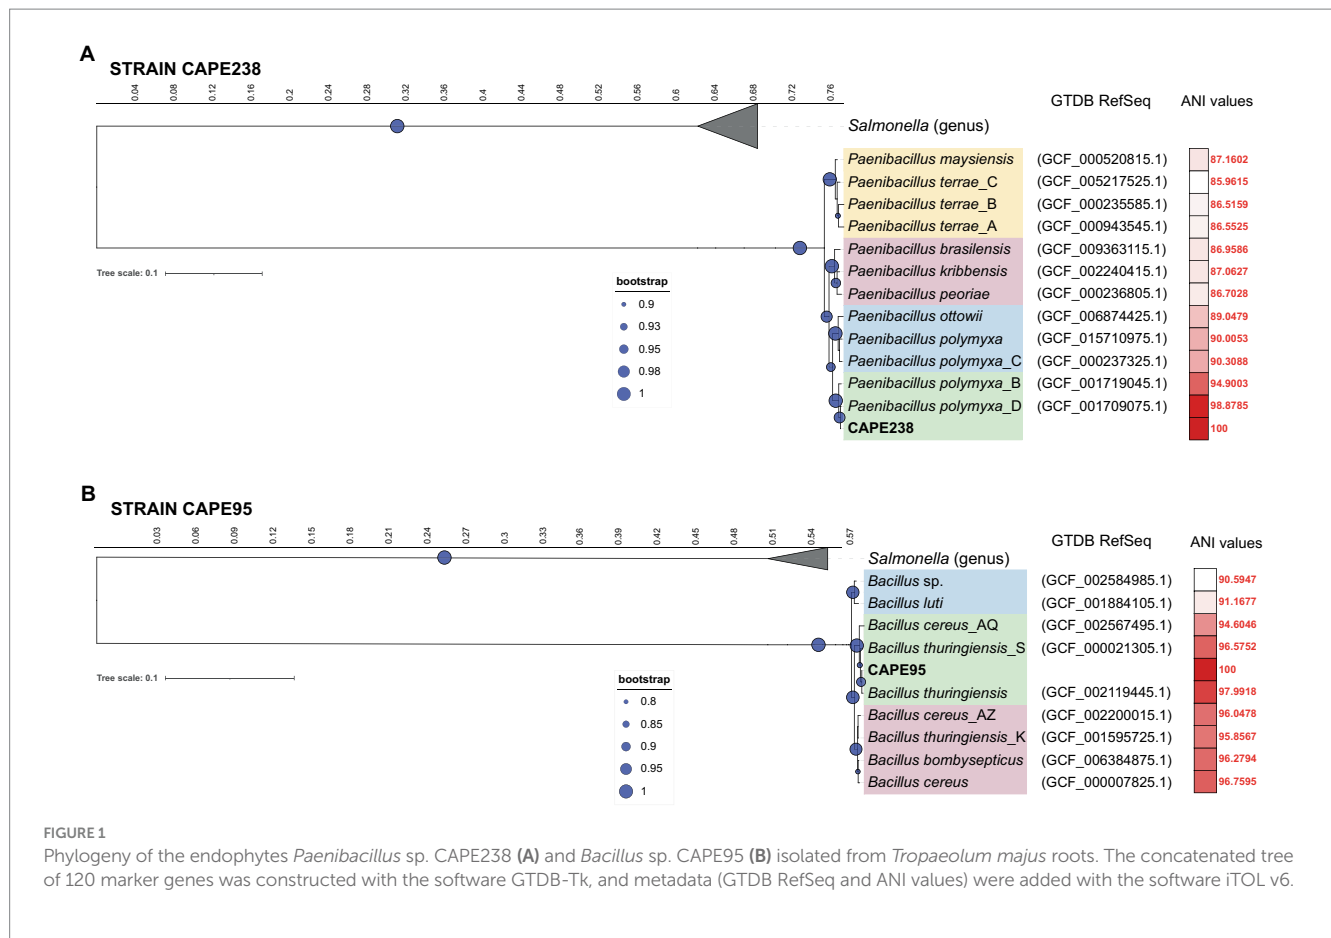 A
STRAIN CAPE238
0.04 0.08 0.12 0.16 0.2 0.24 0.28 0.32 0.36 0.4 0.44 0.48 0.52 0.56 0.6 0.64 0.68 0.72 0.76
GTDB RefSeq ANI values
Salmonella (genus)
Paenibacillus maysiensis (GCF_000520815.1) 87.1602
Paenibacillus terrae_C (GCF_005217525.1) 85.9615
Paenibacillus terrae_B (GCF_000235585.1) 86.5159
Paenibacillus terrae_A (GCF_000943545.1) 86.5525
Paenibacillus brasilensis (GCF_009363115.1) 86.9586
Paenibacillus kribbensis (GCF_002240415.1) 87.0627
Paenibacillus peoriae (GCF_000236805.1) 86.7028
Paenibacillus ottowii (GCF_006874425.1) 89.0479
Paenibacillus polymyxa (GCF_015710975.1) 90.0053
Paenibacillus polymyxa_C (GCF_000237325.1) 90.3088
Paenibacillus polymyxa_B (GCF_001719045.1) 94.9003
Paenibacillus polymyxa_D (GCF_001709075.1) 98.8785
CAPE238 100
Tree scale: 0.1
bootstrap
0.9
0.93
0.95
0.98
1
B
STRAIN CAPE95
0.03 0.06 0.09 0.12 0.15 0.18 0.21 0.24 0.27 0.3 0.33 0.36 0.39 0.42 0.45 0.48 0.51 0.54 0.57
GTDB RefSeq ANI values
Salmonella (genus)
Bacillus sp. (GCF_002584985.1) 90.5947
Bacillus luti (GCF_001884105.1) 91.1677
Bacillus cereus_AQ (GCF_002567495.1) 94.6046
Bacillus thuringiensis_S (GCF_000021305.1) 96.5752
CAPE95 100
Bacillus thuringiensis (GCF_002119445.1) 97.9918
Bacillus cereus_AZ (GCF_002200015.1) 96.0478
Bacillus thuringiensis_K (GCF_001595725.1) 95.8567
Bacillus bombysepticus (GCF_006384875.1) 96.2794
Bacillus cereus (GCF_000007825.1) 96.7595
Tree scale: 0.1
bootstrap
0.8
0.85
0.9
0.95
1
FIGURE 1
Phylogeny of the endophytes Paenibacillus sp. CAPE238 (A) and Bacillus sp. CAPE95 (B) isolated from Tropaeolum majus roots. The concatenated tree
of 120 marker genes was constructed with the software GTDB-Tk, and metadata (GTDB RefSeq and ANI values) were added with the software iTOL v6.